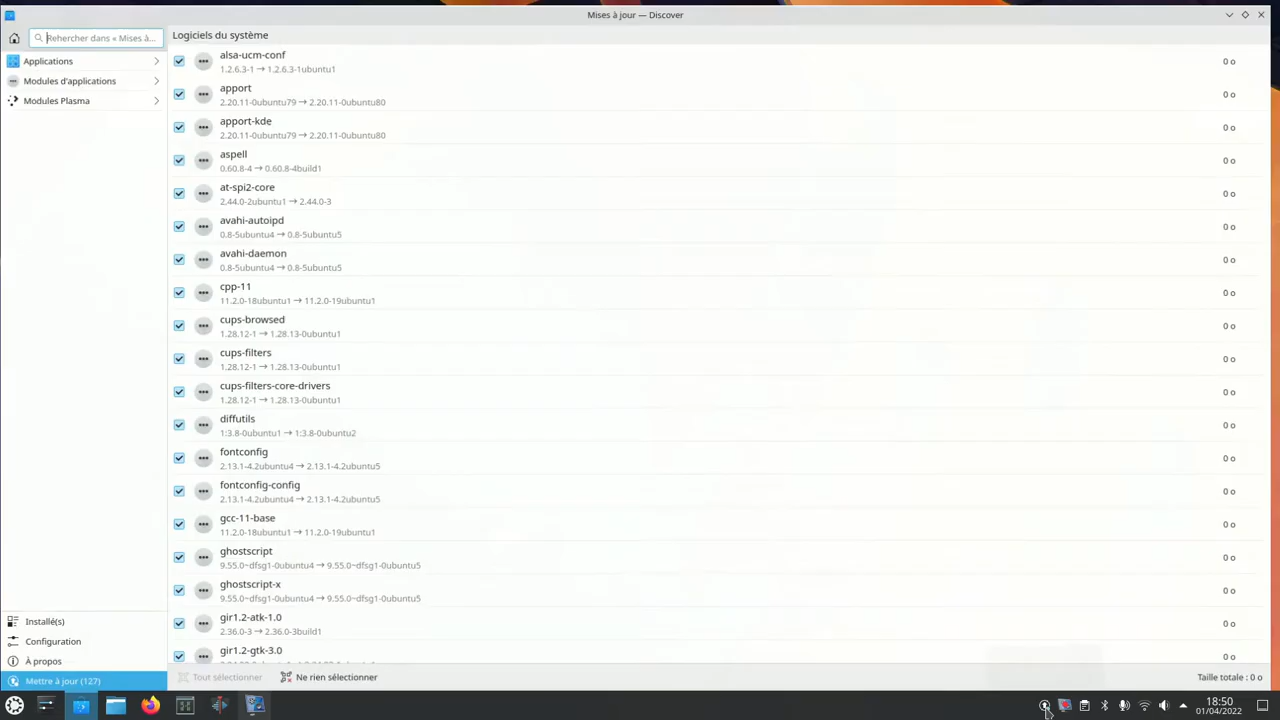 Mises à jour — Discover
Rehercher dans « Mises à...
Logiciels du système
Applications
Modules d'applications
Modules Plasma
alsa-ucm-conf
0 o
1.2.6.3-1 → 1.2.6.3-1ubuntu1
apport
0 o
2.20.11-0ubuntu79 → 2.20.11-0ubuntu80
apport-kde
0 o
2.20.11-0ubuntu79 → 2.20.11-0ubuntu80
aspell
0 o
0.60.8-4 → 0.60.8-4build1
at-spi2-core
0 o
2.44.0-2ubuntu1 → 2.44.0-3
avahi-autoipd
0 o
0.8-5ubuntu4 → 0.8-5ubuntu5
avahi-daemon
0 o
0.8-5ubuntu4 → 0.8-5ubuntu5
cpp-11
0 o
11.2.0-18ubuntu1 → 11.2.0-19ubuntu1
cups-browsed
0 o
1.28.12-1 → 1.28.13-0ubuntu1
cups-filters
0 o
1.28.12-1 → 1.28.13-0ubuntu1
cups-filters-core-drivers
0 o
1.28.12-1 → 1.28.13-0ubuntu1
diffutils
0 o
1:3.8-0ubuntu1 → 1:3.8-0ubuntu2
fontconfig
0 o
2.13.1-4.2ubuntu4 → 2.13.1-4.2ubuntu5
fontconfig-config
0 o
2.13.1-4.2ubuntu4 → 2.13.1-4.2ubuntu5
gcc-11-base
0 o
11.2.0-18ubuntu1 → 11.2.0-19ubuntu1
ghostscript
0 o
9.55.0~dfsg1-0ubuntu4 → 9.55.0~dfsg1-0ubuntu5
ghostscript-x
0 o
9.55.0~dfsg1-0ubuntu4 → 9.55.0~dfsg1-0ubuntu5
gir1.2-atk-1.0
0 o
2.36.0-3 → 2.36.0-3build1
gir1.2-gtk-3.0
0 o
Installé(s)
Configuration
À propos
Mettre à jour (127)
Tout sélectionner
Ne rien sélectionner
Taille totale : 0 o
18:50
01/04/2022